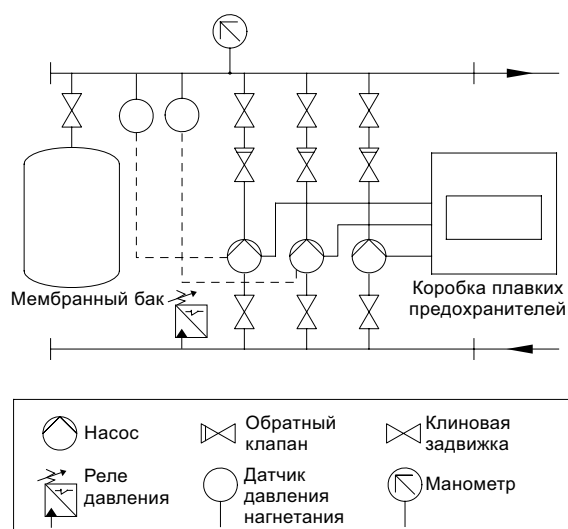 Мембранный бак
Коробка плавких
предохранителей
Насос
Обратный
клапан
Клиновая
задвижка
Реле
давления
Датчик
давления
нагнетания
Манометр